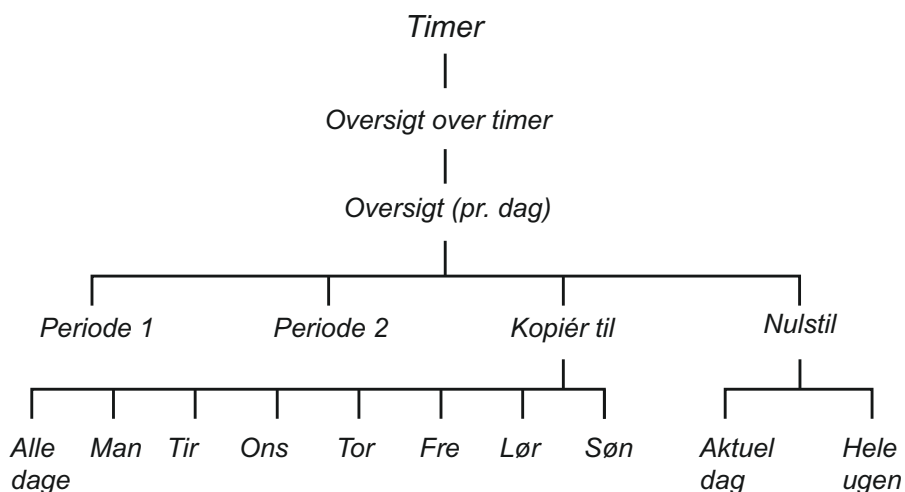 Timer
Oversigt over timer
Oversigt (pr. dag)
Periode 1
Periode 2
Kopiér til
Nulstil
Alle
dage
Man
Tir
Ons
Tor
Fre
Lør
Søn
Aktuel
dag
Hele
ugen